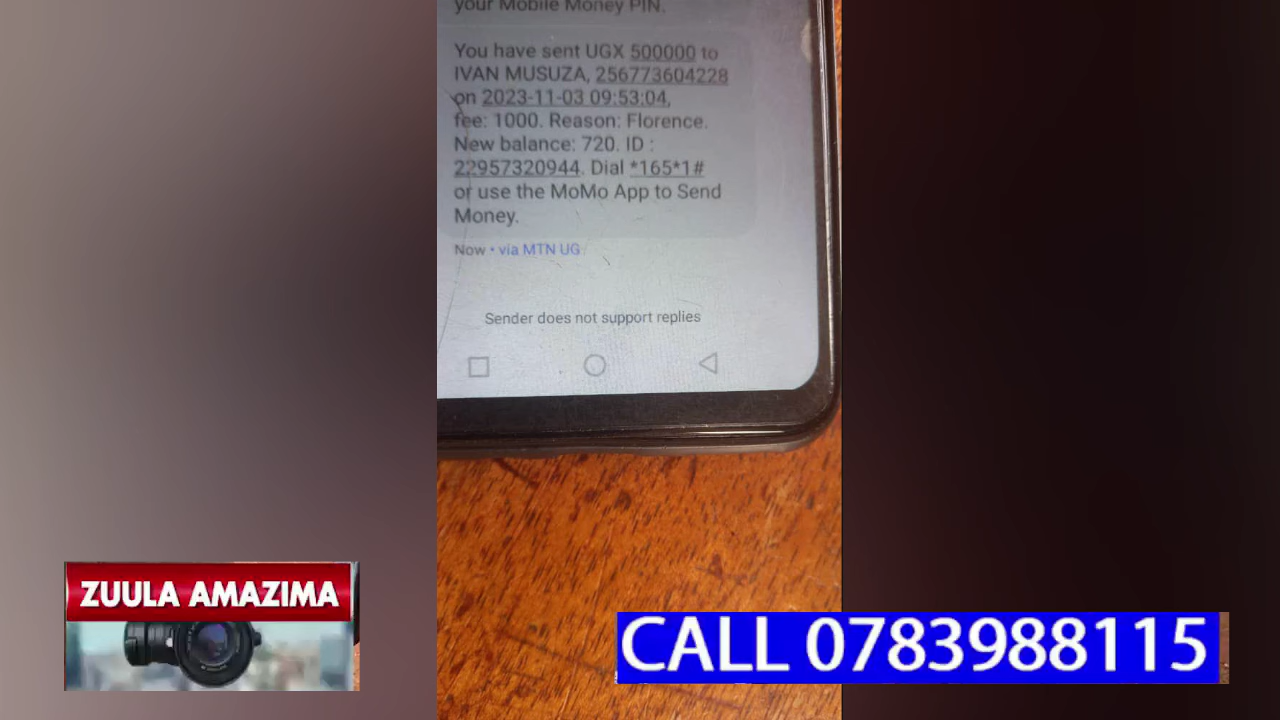 your Mobile Money PIN.
You have sent UGX 500000 to
IVAN MUSUZA, 256773604228
on 2023-11-03 09:53:04,
fee: 1000. Reason: Florence.
New balance: 720. ID :
22957320944. Dial *165*1#
or use the MoMo App to Send
Money.
Now • via MTN UG
Sender does not support replies
ZUULA AMAZIMA
CALL 0783988115